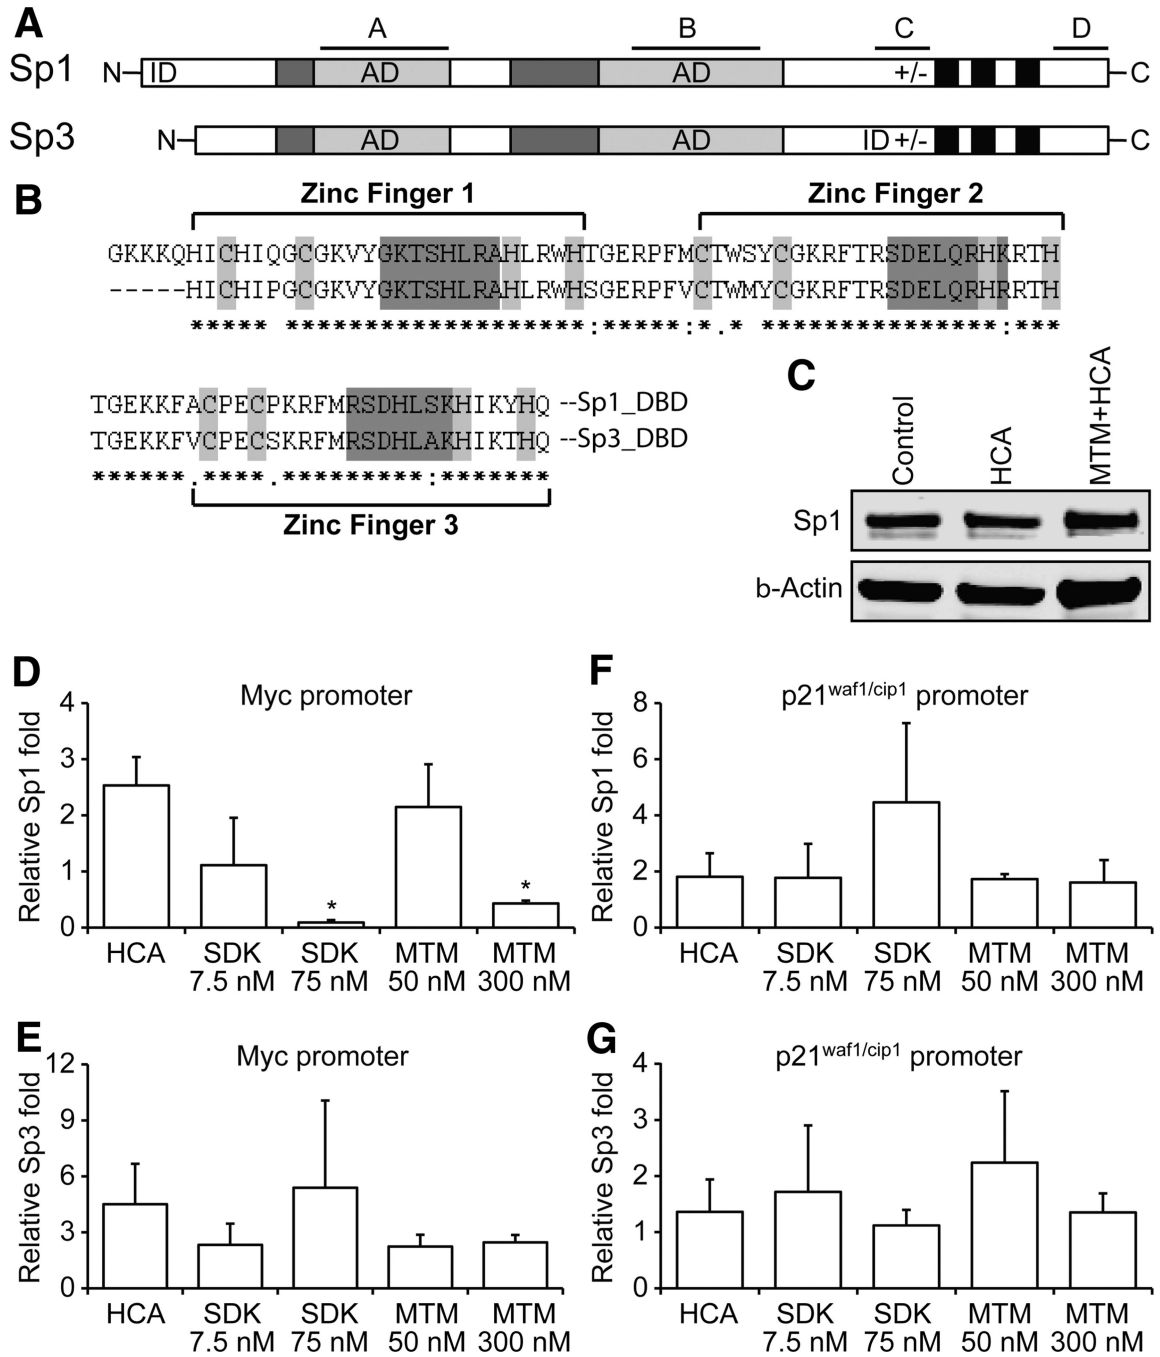 A
A B C D
Sp1 N ID AD AD +/- C
Sp3 N AD AD ID +/- C
B
Zinc Finger 1 Zinc Finger 2
GKKKQHICHIQGCGKVYGKTSHLRAHLRWHTGERPFMCTWSYCGKRFTRSDELQRHKRTH
-----HICHIPGCGKVYGKTSHLRAHLRWHSGERPFVCTWMYCGKRFTRSDELQRHRRTH
***** ******************:*****:*.* ***************:***
TGEKKFACPECPKRFMRSDHLSKHIKYHQ --Sp1_DBD
TGEKKFVCPECSKRFMRSDHLAKHIKTHQ --Sp3_DBD
******.****.*********:*******
Zinc Finger 3
C
Control
HCA
MTM+HCA
Sp1
b-Actin
D
Myc promoter
Relative Sp1 fold
4
3
2
1
0
* *
HCA SDK SDK MTM MTM
7.5 nM 75 nM 50 nM 300 nM
F
p21waf1/cip1 promoter
Relative Sp1 fold
8
6
4
2
0
HCA SDK SDK MTM MTM
7.5 nM 75 nM 50 nM 300 nM
E
Myc promoter
Relative Sp3 fold
12
9
6
3
0
HCA SDK SDK MTM MTM
7.5 nM 75 nM 50 nM 300 nM
G
p21waf1/cip1 promoter
Relative Sp3 fold
4
3
2
1
0
HCA SDK SDK MTM MTM
7.5 nM 75 nM 50 nM 300 nM